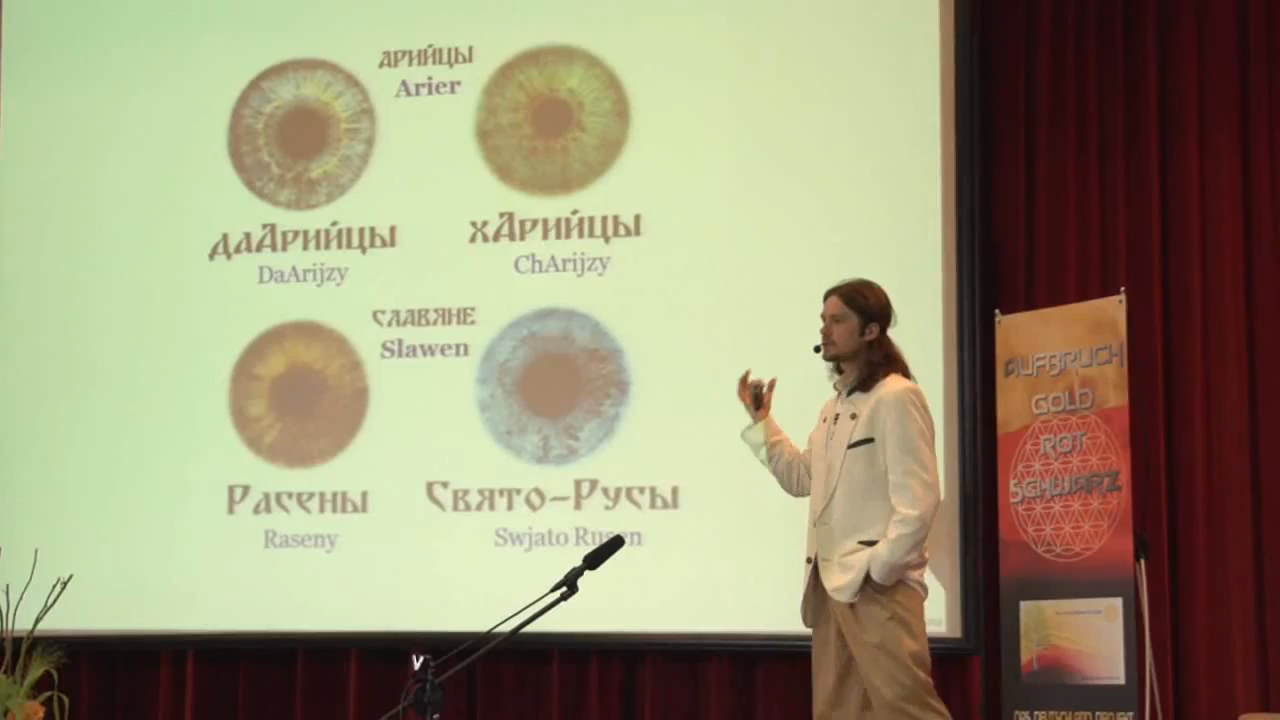 АРИЙЦЫ
Arier
ДААРИЙЦЫ
DaArijzy
ХАРИЙЦЫ
ChArijzy
СЛАВЯНЕ
Slawen
РАСЕНЫ
Raseny
СВЯТО-РУСЫ
Swjato Rusen
AUFBRUCH
GOLD
ROT
SCHWARZ